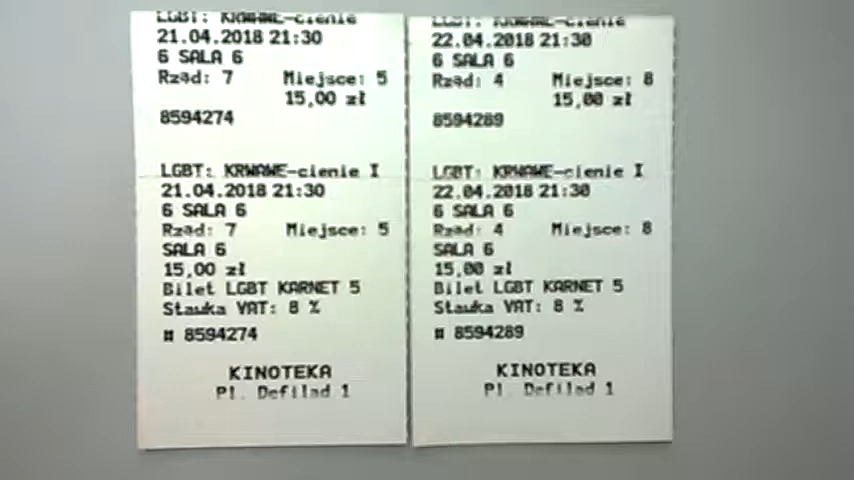 LGBT: KRWAWE-cienie
21.04.2018 21:30
6 SALA 6
Rząd: 7 Miejsce: 5
15,00 zł
8594274
LGBT: KRWAWE-cienie I
21.04.2018 21:30
6 SALA 6
Rząd: 7 Miejsce: 5
SALA 6
15,00 zł
Bilet LGBT KARNET 5
Stawka VAT: 8 %
# 8594274
KINOTEKA
Pl. Defilad 1
LGBT: KRWAWE-cienie
22.04.2018 21:30
6 SALA 6
Rząd: 4 Miejsce: 8
15,00 zł
8594289
LGBT: KRWAWE-cienie I
22.04.2018 21:30
6 SALA 6
Rząd: 4 Miejsce: 8
SALA 6
15,00 zł
Bilet LGBT KARNET 5
Stawka VAT: 8 %
# 8594289
KINOTEKA
Pl. Defilad 1